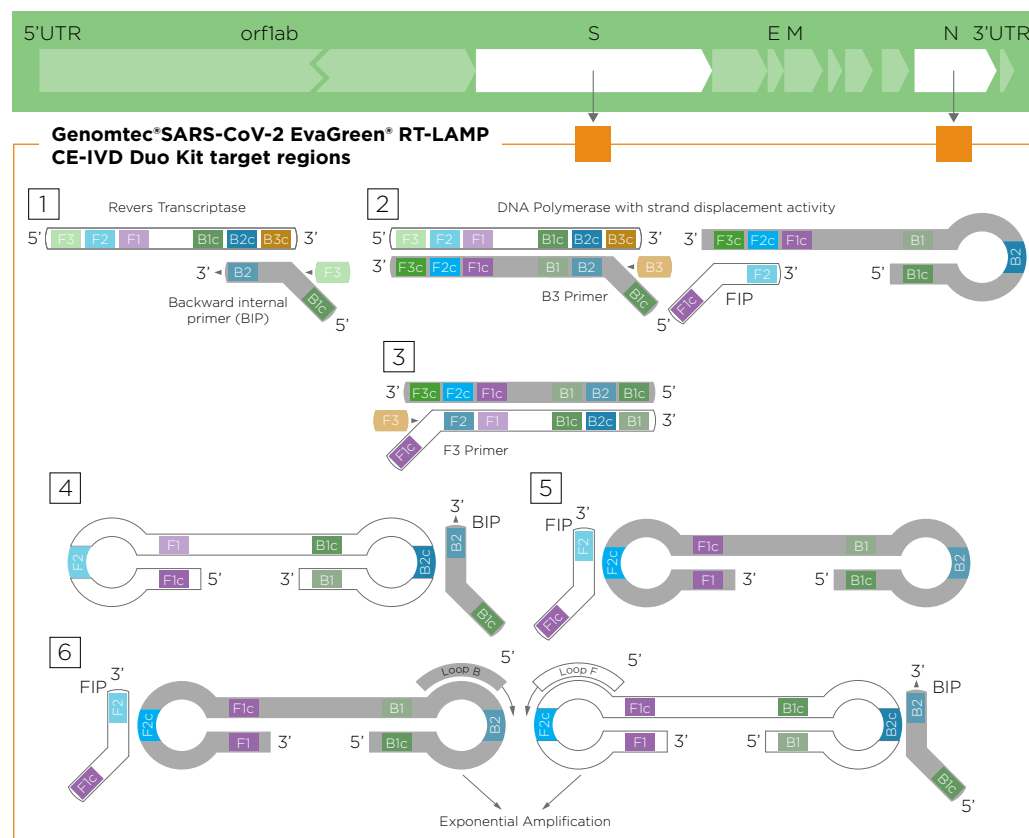 5’UTR orf1ab S E M N 3’UTR
Genomtec®SARS-CoV-2 EvaGreen® RT-LAMP
CE-IVD Duo Kit target regions
1
Revers Transcriptase
5’ F3 F2 F1 B1c B2c B3c 3’
3’ B2 F3
Backward internal
primer (BIP)
B1c
5’
2
DNA Polymerase with strand displacement activity
5’ F3 F2 F1 B1c B2c B3c 3’
3’ F3c F2c F1c B1 B2 B3
B3 Primer
B1c
5’
3’ F3c F2c F1c B1
B2
5’ B1c
F2 3’
F1c
FIP
3
3’ F3c F2c F1c B1 B2 B1c 5’
F3 F2 F1 B1c B2c B1 3’
F1c
F3 Primer
4
F2 F1 B1c B2c
F1c 5’ 3’ B1
3’
BIP
B2
B1c
5
3’
FIP
F2
F1c
F2c F1c B1 B2
F1 3’ 5’ B1c
6
3’
FIP
F2
F1c
F2c F1c B1 B2
F1 3’ 5’ B1c
Loop B
5’
Loop F
5’
F2c F1c B1c B2c
F1 3’ B1
3’
BIP
B2
B1c
5’
Exponential Amplification